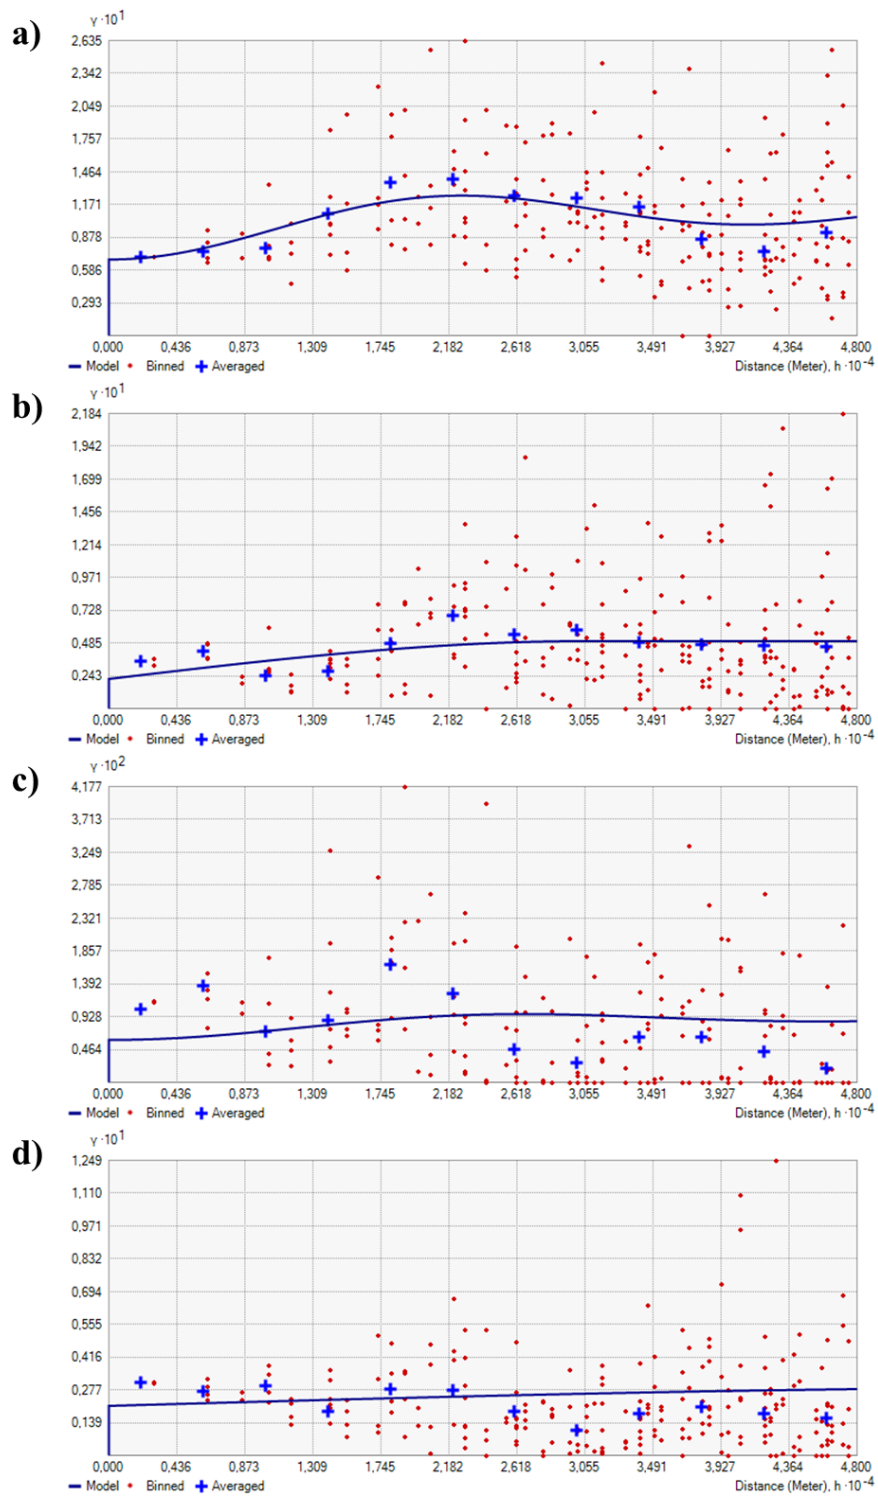 a)
γ ·10¹
2,635
2,342
2,049
1,757
1,464
1,171
0,878
0,586
0,293
0,000 0,436 0,873 1,309 1,745 2,182 2,618 3,055 3,491 3,927 4,364 4,800
Model Binned Averaged Distance (Meter), h ·10⁻⁴
b)
γ ·10¹
2,184
1,942
1,699
1,456
1,214
0,971
0,728
0,485
0,243
0,000 0,436 0,873 1,309 1,745 2,182 2,618 3,055 3,491 3,927 4,364 4,800
Model Binned Averaged Distance (Meter), h ·10⁻⁴
c)
γ ·10²
4,177
3,713
3,249
2,785
2,321
1,857
1,392
0,928
0,464
0,000 0,436 0,873 1,309 1,745 2,182 2,618 3,055 3,491 3,927 4,364 4,800
Model Binned Averaged Distance (Meter), h ·10⁻⁴
d)
γ ·10¹
1,249
1,110
0,971
0,832
0,694
0,555
0,416
0,277
0,139
0,000 0,436 0,873 1,309 1,745 2,182 2,618 3,055 3,491 3,927 4,364 4,800
Model Binned Averaged Distance (Meter), h ·10⁻⁴